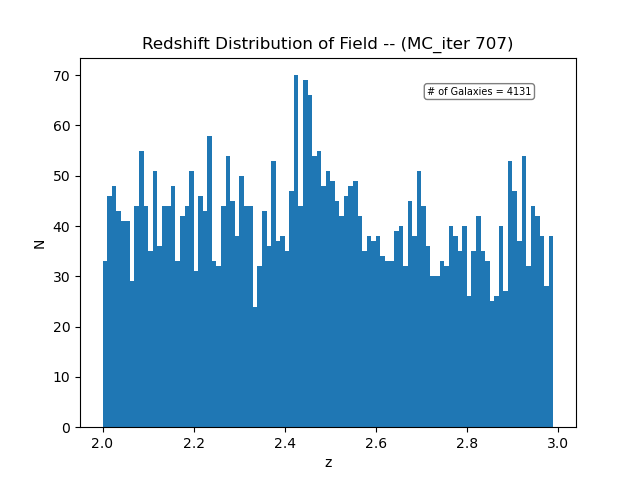 Redshift Distribution of Field -- (MC_iter 707)
# of Galaxies = 4131
70
60
50
40
30
20
10
0
N
2.0 2.2 2.4 2.6 2.8 3.0
z